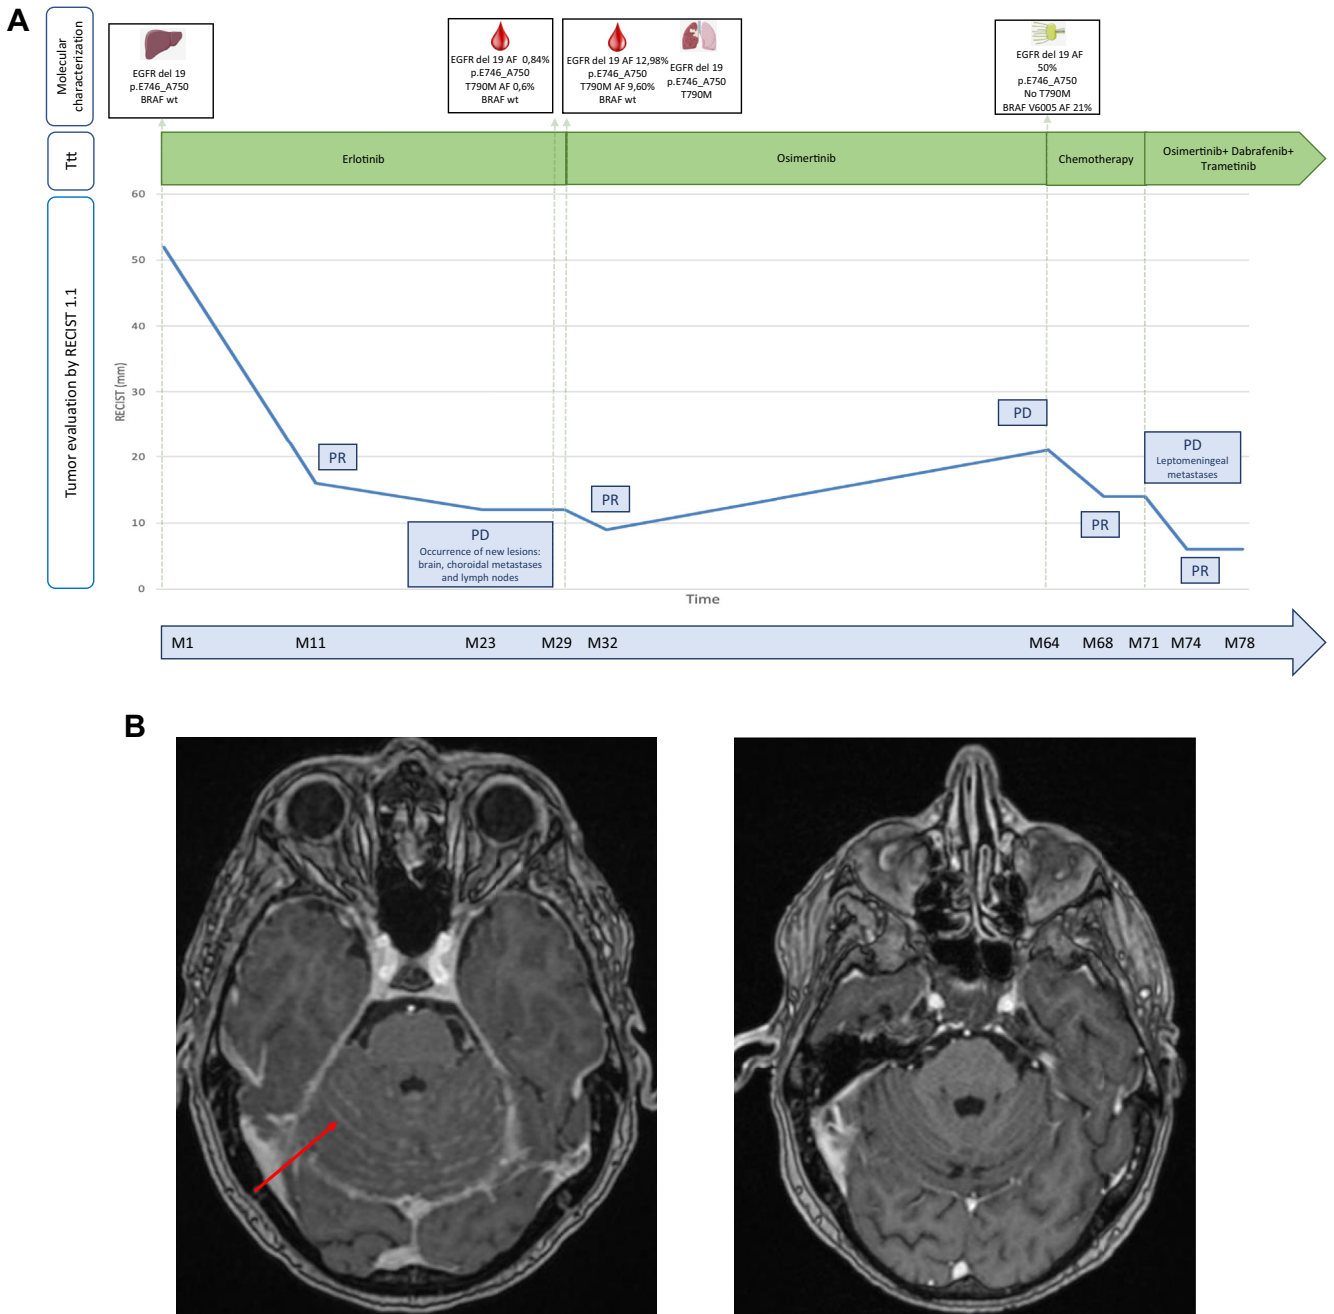 A
Molecular
characterization
EGFR del 19
p.E746_A750
BRAF wt
EGFR del 19 AF 0,84%
p.E746_A750
T790M AF 0,6%
BRAF wt
EGFR del 19 AF 12,98%
p.E746_A750
T790M AF 9,60%
BRAF wt
EGFR del 19
p.E746_A750
T790M
EGFR del 19 AF
50%
p.E746_A750
No T790M
BRAF V6005 AF 21%
Ttt
Erlotinib
Osimertinib
Chemotherapy
Osimertinib+ Dabrafenib+
Trametinib
Tumor evaluation by RECIST 1.1
RECIST (mm)
60
50
40
30
20
10
0
PR
PD
Occurrence of new lesions:
brain, choroidal metastases
and lymph nodes
PR
PD
PR
PD
Leptomeningeal
metastases
PR
Time
M1
M11
M23
M29
M32
M64
M68
M71
M74
M78
B